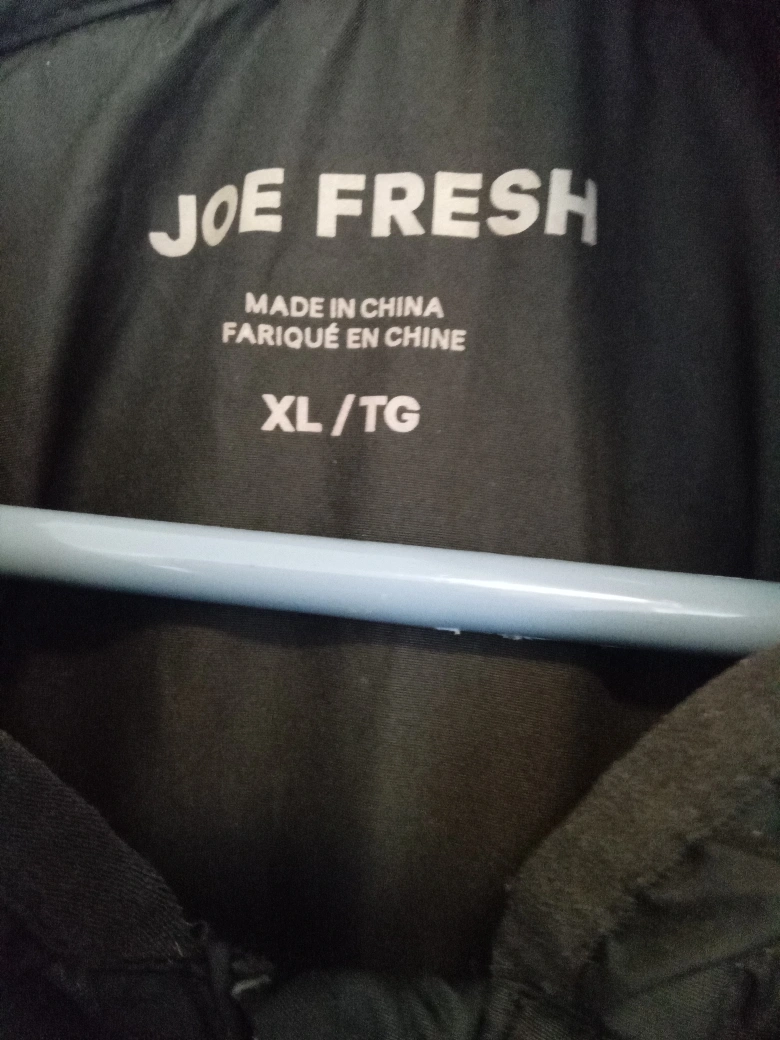 JOE FRESH
MADE IN CHINA
FARIQUÉ EN CHINE
XL / TG